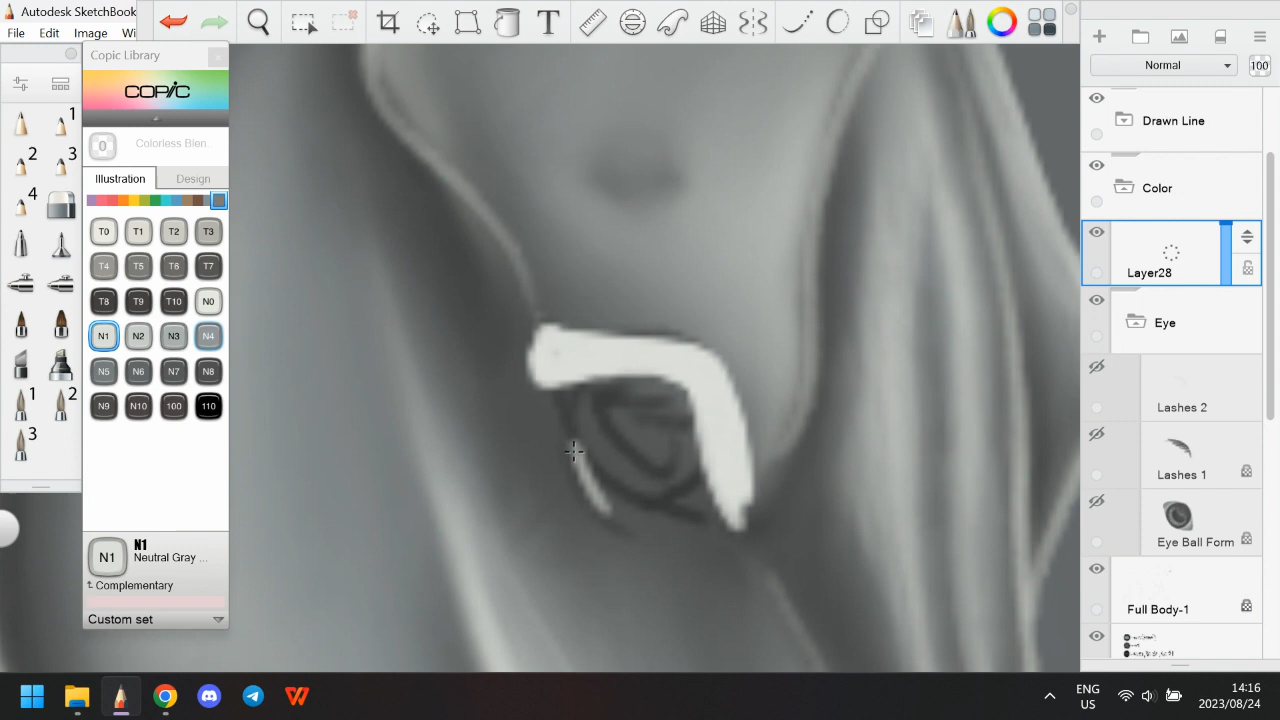 Autodesk SketchBook
File Edit Image Wi
Copic Library
COPIC
0 Colorless Blen..
Illustration Design
T0 T1 T2 T3
T4 T5 T6 T7
T8 T9 T10 N0
N1 N2 N3 N4
N5 N6 N7 N8
N9 N10 100 110
N1 N1
Neutral Gray ...
Complementary
Custom set
1
2 3
4
1 2
3
T
Normal 100
Drawn Line
Color
Layer28
Eye
Lashes 2
Lashes 1
Eye Ball Form
Full Body-1
ENG
US
14:16
2023/08/24